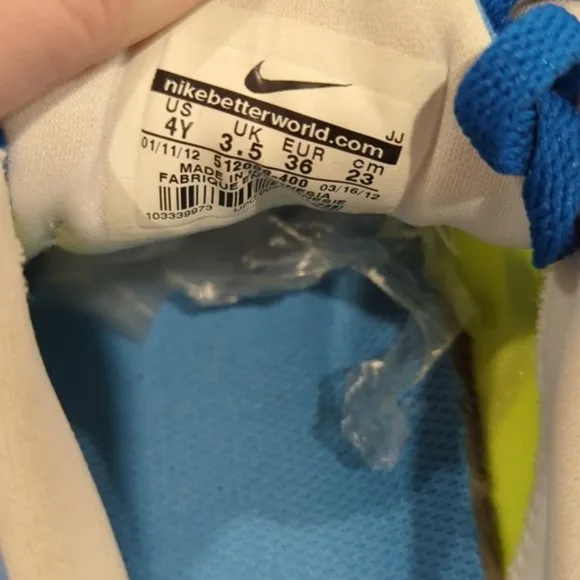 nikebetterworld.com
JJ
US UK EUR cm
4Y 3.5 36 23
01/11/12 03/16/12
MADE IN
FABRIQUE
103339973